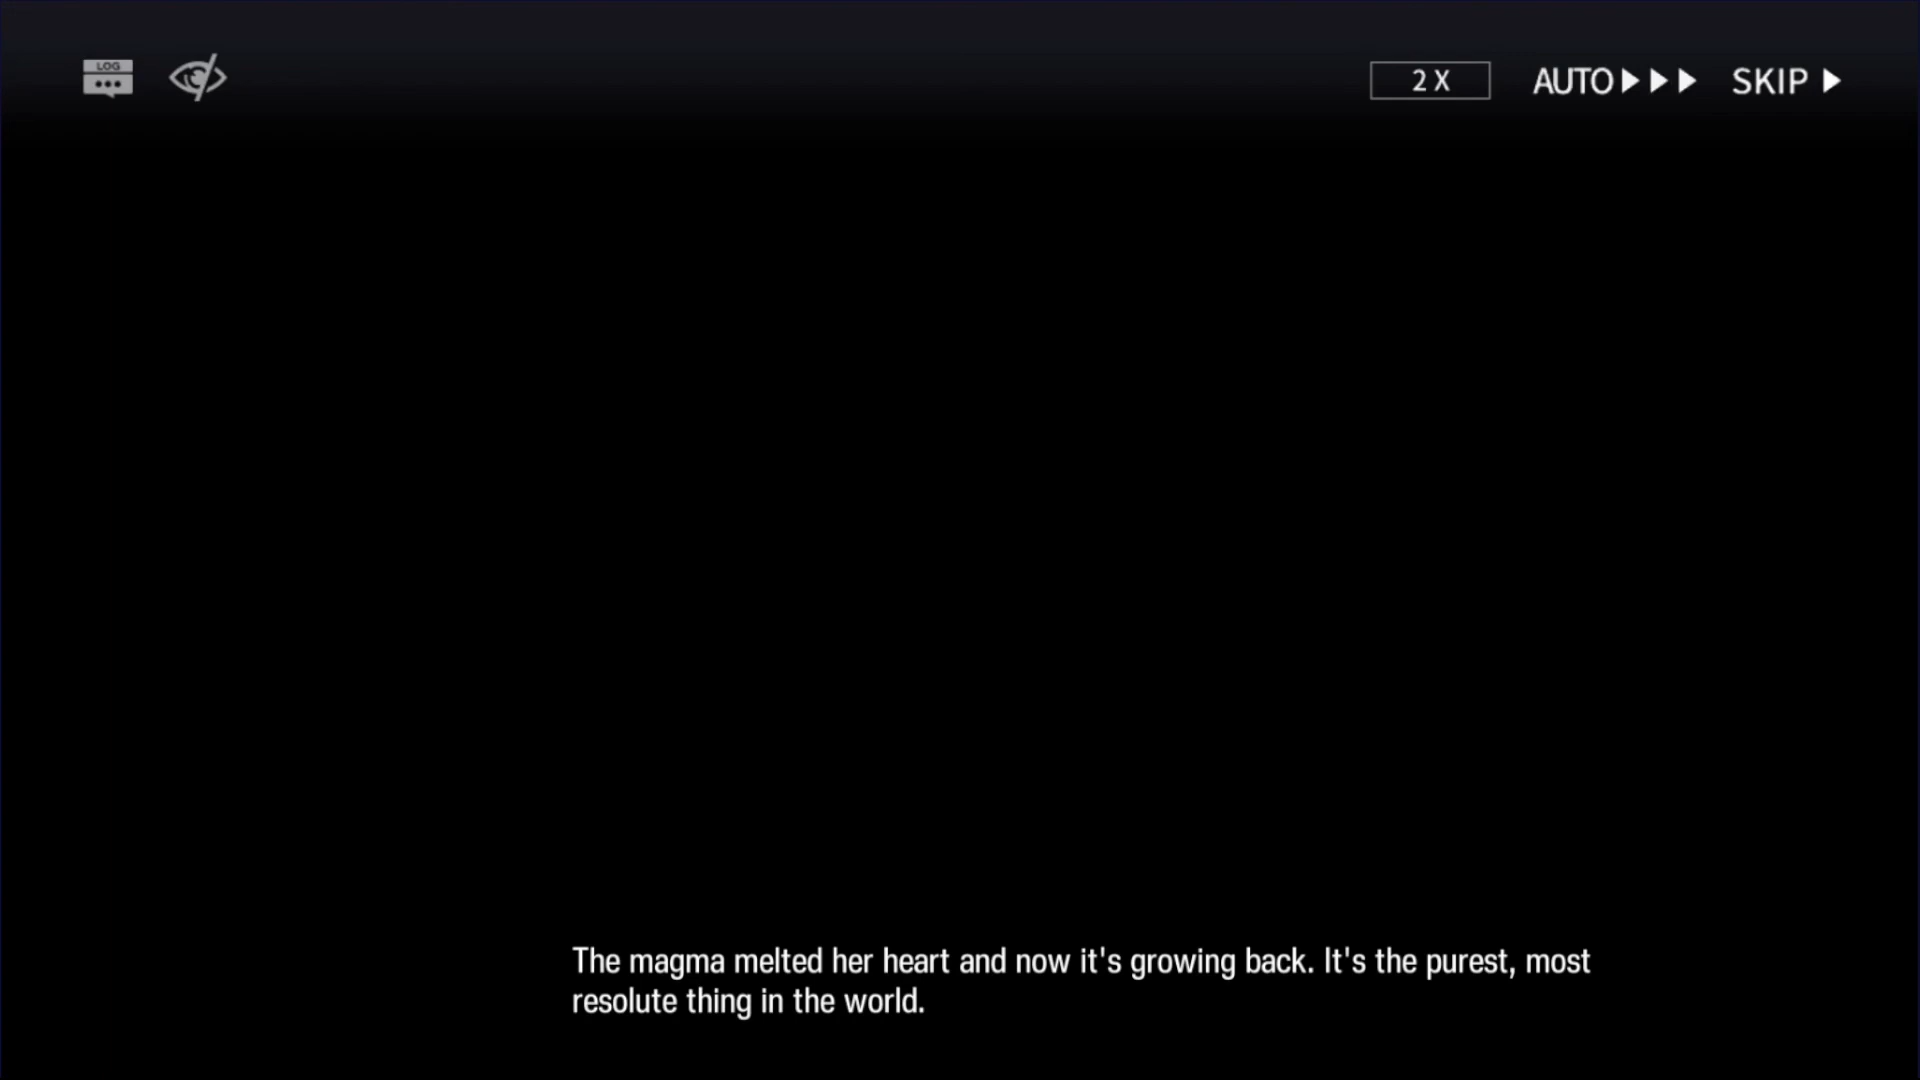 LOG
2 X
AUTO
SKIP
The magma melted her heart and now it's growing back. It's the purest, most
resolute thing in the world.